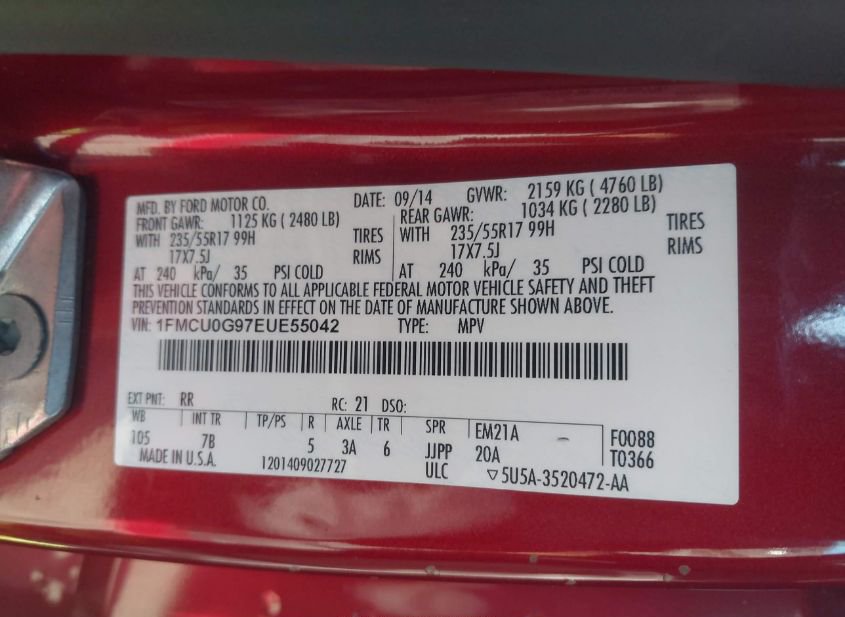 MFD. BY FORD MOTOR CO. DATE: 09/14 GVWR: 2159 KG ( 4760 LB)
FRONT GAWR: 1125 KG ( 2480 LB) REAR GAWR: 1034 KG ( 2280 LB)
WITH 235/55R17 99H TIRES WITH 235/55R17 99H TIRES
17X7.5J RIMS 17X7.5J RIMS
AT 240 kPa/ 35 PSI COLD AT 240 kPa/ 35 PSI COLD
THIS VEHICLE CONFORMS TO ALL APPLICABLE FEDERAL MOTOR VEHICLE SAFETY AND THEFT
PREVENTION STANDARDS IN EFFECT ON THE DATE OF MANUFACTURE SHOWN ABOVE.
VIN: 1FMCU0G97EUE55042 TYPE: MPV
EXT PNT: RR RC: 21 DSO:
WB INT TR TP/PS R AXLE TR SPR EM21A - F0088
105 7B 5 3A 6 JJPP 20A T0366
MADE IN U.S.A. 1201409027727 ULC ▽5U5A-3520472-AA